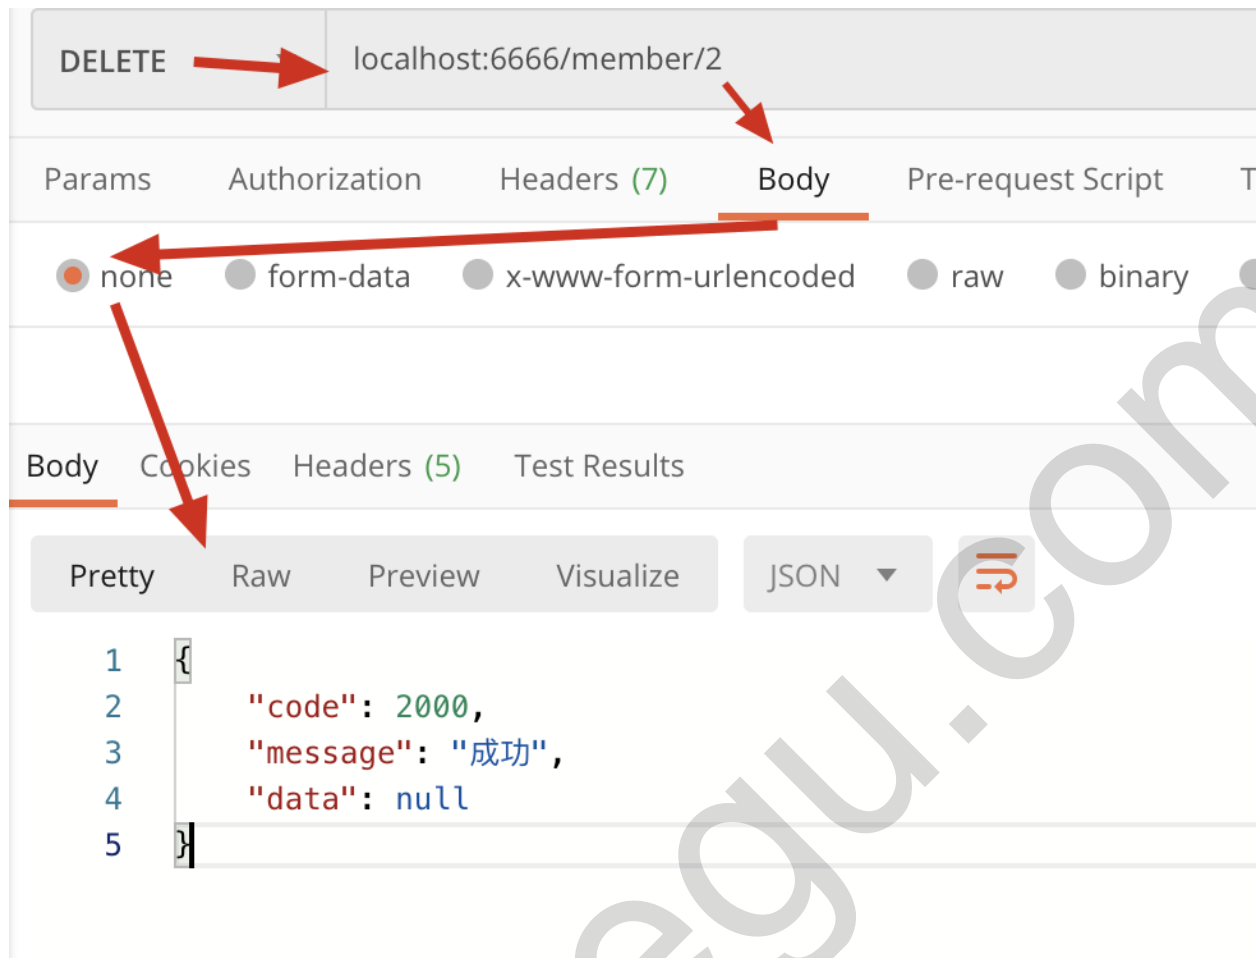 DELETE localhost:6666/member/2
Params Authorization Headers (7) Body Pre-request Script T
none form-data x-www-form-urlencoded raw binary
Body Cookies Headers (5) Test Results
Pretty Raw Preview Visualize JSON
1 {
2 "code": 2000,
3 "message": "成功",
4 "data": null
5 }
egu.com